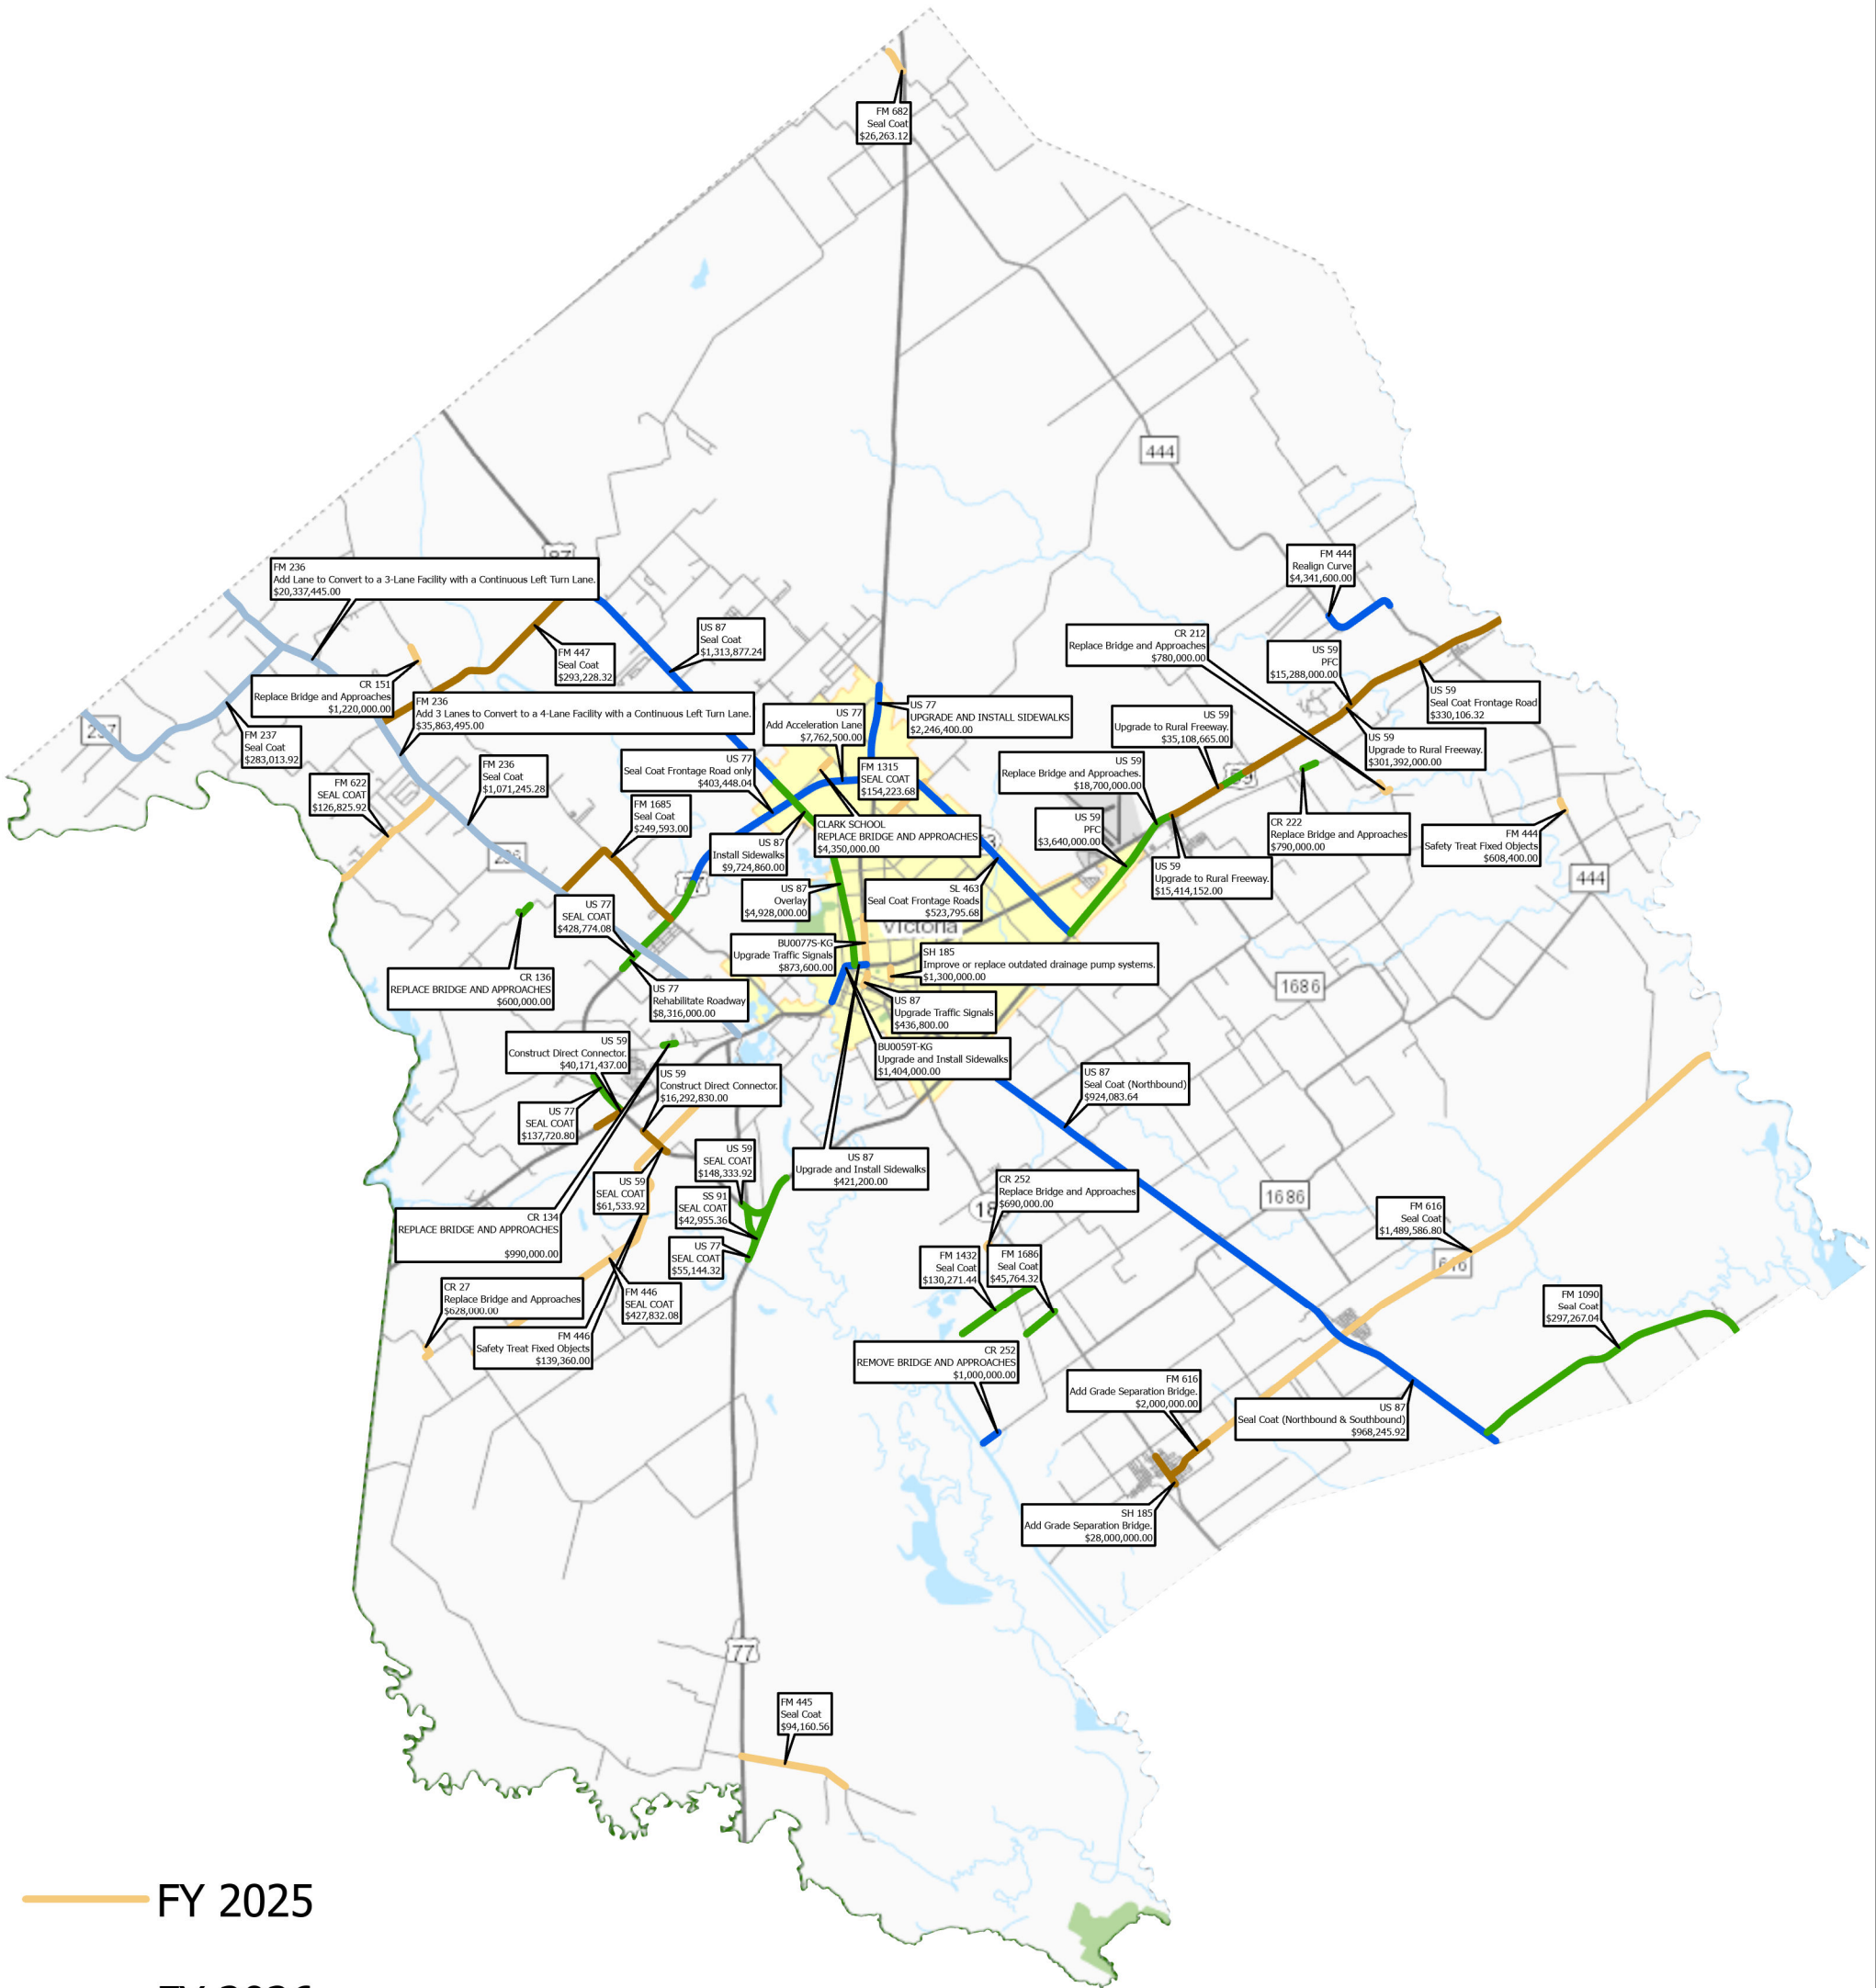 FM 682
Seal Coat
$26,263.12
444
FM 444
Realign Curve
$4,341,600.00
87
FM 236
Add Lane to Convert to a 3-Lane Facility with a Continuous Left Turn Lane.
$20,337,445.00
US 87
Seal Coat
$1,313,877.24
CR 212
Replace Bridge and Approaches
$780,000.00
FM 447
Seal Coat
$293,228.32
US 59
PFC
$15,288,000.00
CR 151
Replace Bridge and Approaches
$1,220,000.00
US 59
Seal Coat Frontage Road
$330,106.32
FM 236
Add 3 Lanes to Convert to a 4-Lane Facility with a Continuous Left Turn Lane.
$35,863,495.00
US 77
Add Acceleration Lane
$7,762,500.00
US 77
UPGRADE AND INSTALL SIDEWALKS
$2,246,400.00
US 59
Upgrade to Rural Freeway.
$35,108,665.00
237
FM 237
Seal Coat
$283,013.92
US 59
Upgrade to Rural Freeway.
$301,392,000.00
FM 236
Seal Coat
$1,071,245.28
US 77
Seal Coat Frontage Road only
$403,448.04
FM 1315
SEAL COAT
$154,223.68
US 59
Replace Bridge and Approaches.
$18,700,000.00
59
FM 622
SEAL COAT
$126,825.92
FM 1685
Seal Coat
$249,593.00
CLARK SCHOOL
REPLACE BRIDGE AND APPROACHES
$4,350,000.00
US 59
PFC
$3,640,000.00
CR 222
Replace Bridge and Approaches
$790,000.00
FM 444
Safety Treat Fixed Objects
$608,400.00
US 87
Install Sidewalks
$9,724,860.00
236
US 59
Upgrade to Rural Freeway.
$15,414,152.00
444
77
US 87
Overlay
$4,928,000.00
SL 463
Seal Coat Frontage Roads
$523,795.68
US 77
SEAL COAT
$428,774.08
Victoria
BU0077S-KG
Upgrade Traffic Signals
$873,600.00
SH 185
Improve or replace outdated drainage pump systems.
$1,300,000.00
CR 136
REPLACE BRIDGE AND APPROACHES
$600,000.00
US 77
Rehabilitate Roadway
$8,316,000.00
1686
US 87
Upgrade Traffic Signals
$436,800.00
US 59
Construct Direct Connector.
$40,171,437.00
BU0059T-KG
Upgrade and Install Sidewalks
$1,404,000.00
US 59
Construct Direct Connector.
$16,292,830.00
US 87
Seal Coat (Northbound)
$924,083.64
US 77
SEAL COAT
$137,720.80
US 59
SEAL COAT
$148,333.92
US 87
Upgrade and Install Sidewalks
$421,200.00
US 59
SEAL COAT
$61,533.92
SS 91
SEAL COAT
$42,955.36
CR 252
Replace Bridge and Approaches
$690,000.00
1686
FM 616
Seal Coat
$1,489,586.80
CR 134
REPLACE BRIDGE AND APPROACHES
$990,000.00
US 77
SEAL COAT
$55,144.32
FM 1432
Seal Coat
$130,271.44
FM 1686
Seal Coat
$45,764.32
616
CR 27
Replace Bridge and Approaches
$628,000.00
FM 446
SEAL COAT
$427,832.08
FM 1090
Seal Coat
$297,267.04
FM 446
Safety Treat Fixed Objects
$139,360.00
CR 252
REMOVE BRIDGE AND APPROACHES
$1,000,000.00
FM 616
Add Grade Separation Bridge.
$2,000,000.00
US 87
Seal Coat (Northbound & Southbound)
$968,245.92
SH 185
Add Grade Separation Bridge.
$28,000,000.00
77
FM 445
Seal Coat
$94,160.56
FY 2025